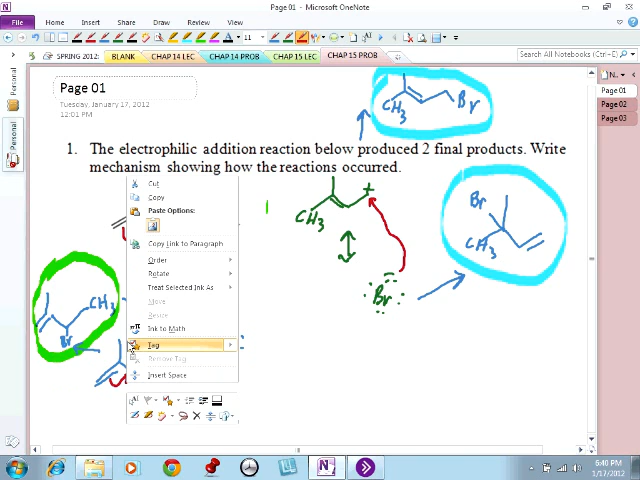 Page 01 - Microsoft OneNote
File
Home
Insert
Share
Draw
Review
View
11
SPRING 2012:
BLANK
CHAP 14 LEC
CHAP 14 PROB
CHAP 15 LEC
CHAP 15 PROB
Search All Notebooks (Ctrl+E)
Personal
Personal
Page 01
Tuesday, January 17, 2012
12:01 PM
Page 01
Page 02
Page 03
CH3
Br
1. The electrophilic addition reaction below produced 2 final products. Write
mechanism showing how the reactions occurred.
Cut
Copy
Paste Options:
Copy Link to Paragraph
Order
Rotate
Treat Selected Ink As
Move
Resize
Ink to Math
Tag
Remove Tag
Insert Space
+
CH3
Br
Br
CH3
CH3
Br
6:40 PM
1/17/2012